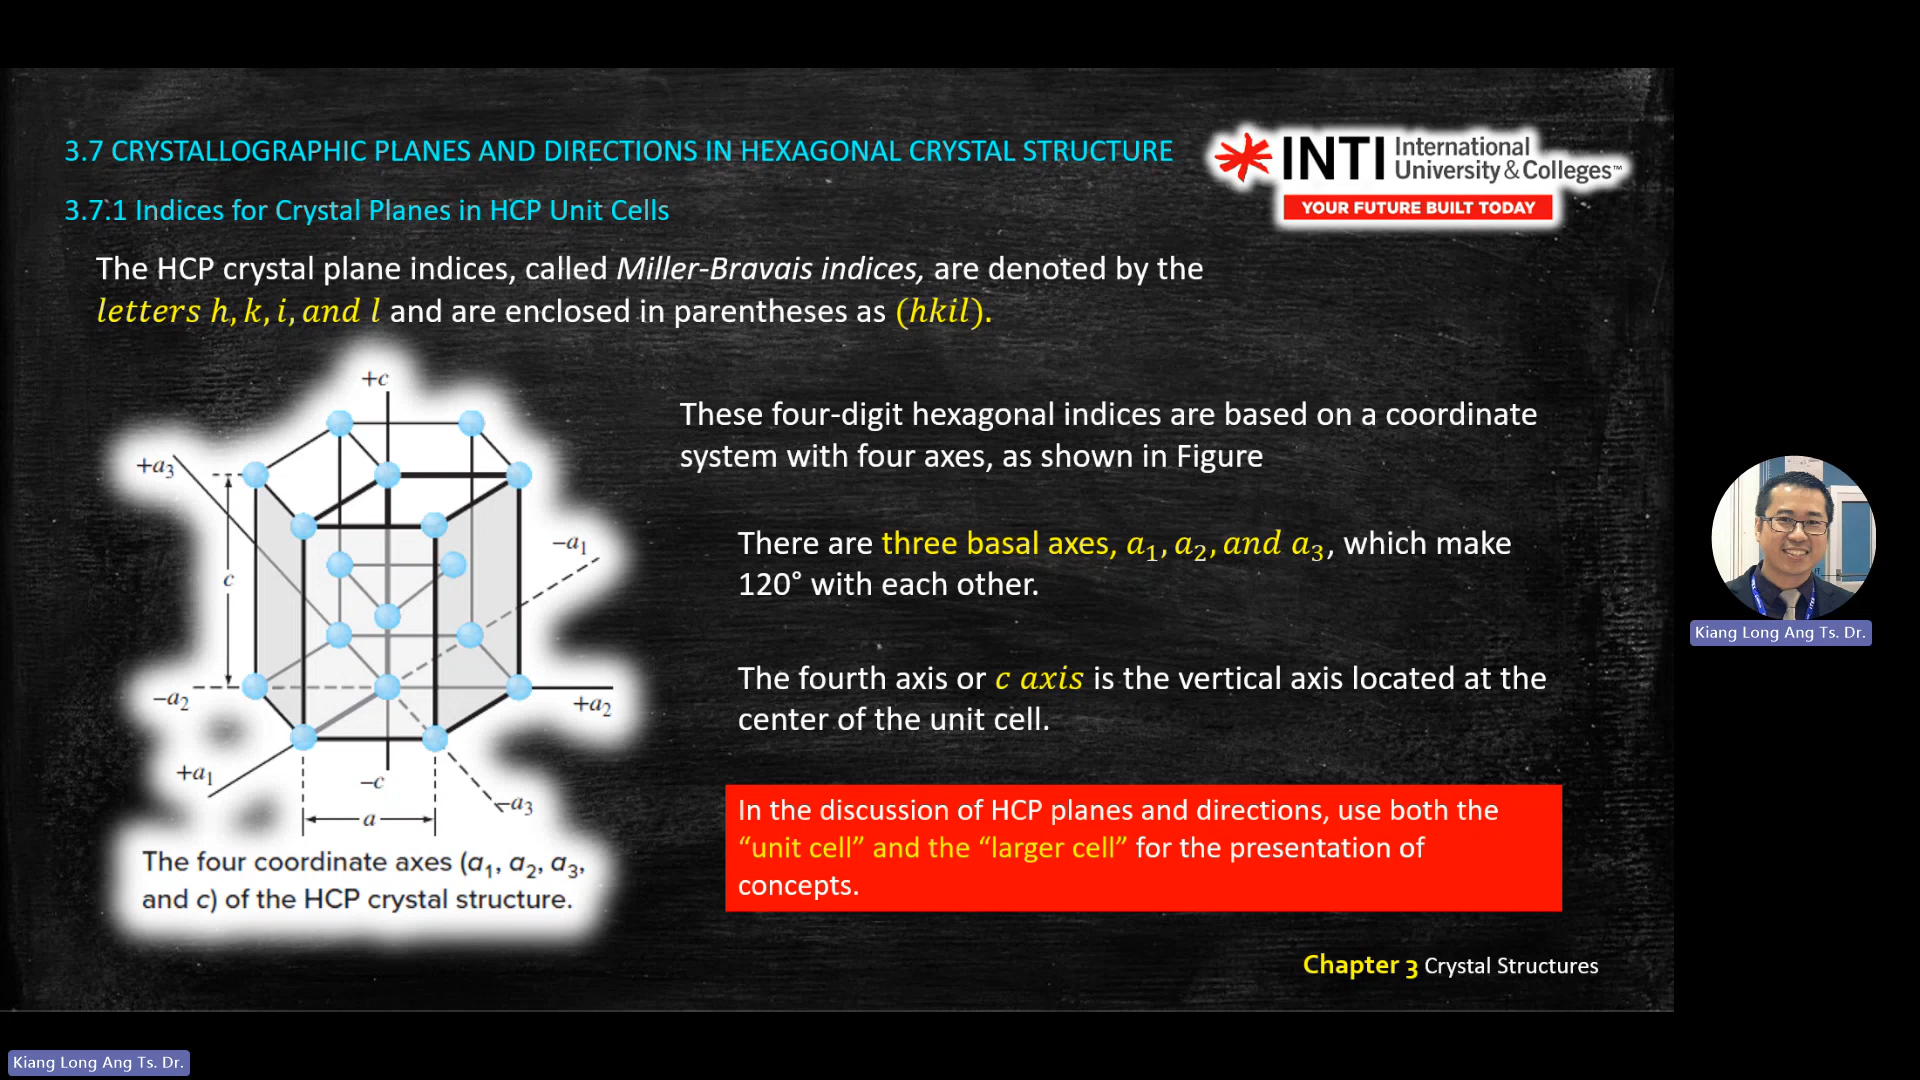 3.7 CRYSTALLOGRAPHIC PLANES AND DIRECTIONS IN HEXAGONAL CRYSTAL STRUCTURE
INTI International University & Colleges™
YOUR FUTURE BUILT TODAY
3.7.1 Indices for Crystal Planes in HCP Unit Cells
The HCP crystal plane indices, called Miller-Bravais indices, are denoted by the
letters h, k, i, and l and are enclosed in parentheses as (hkil).
+c
+a₃
c
−a₁
−a₂
+a₂
+a₁
−c
−a₃
a
The four coordinate axes (a₁, a₂, a₃,
and c) of the HCP crystal structure.
These four-digit hexagonal indices are based on a coordinate
system with four axes, as shown in Figure
There are three basal axes, a₁, a₂, and a₃, which make
120° with each other.
The fourth axis or c axis is the vertical axis located at the
center of the unit cell.
In the discussion of HCP planes and directions, use both the
“unit cell” and the “larger cell” for the presentation of
concepts.
Chapter 3 Crystal Structures
Kiang Long Ang Ts. Dr.
Kiang Long Ang Ts. Dr.